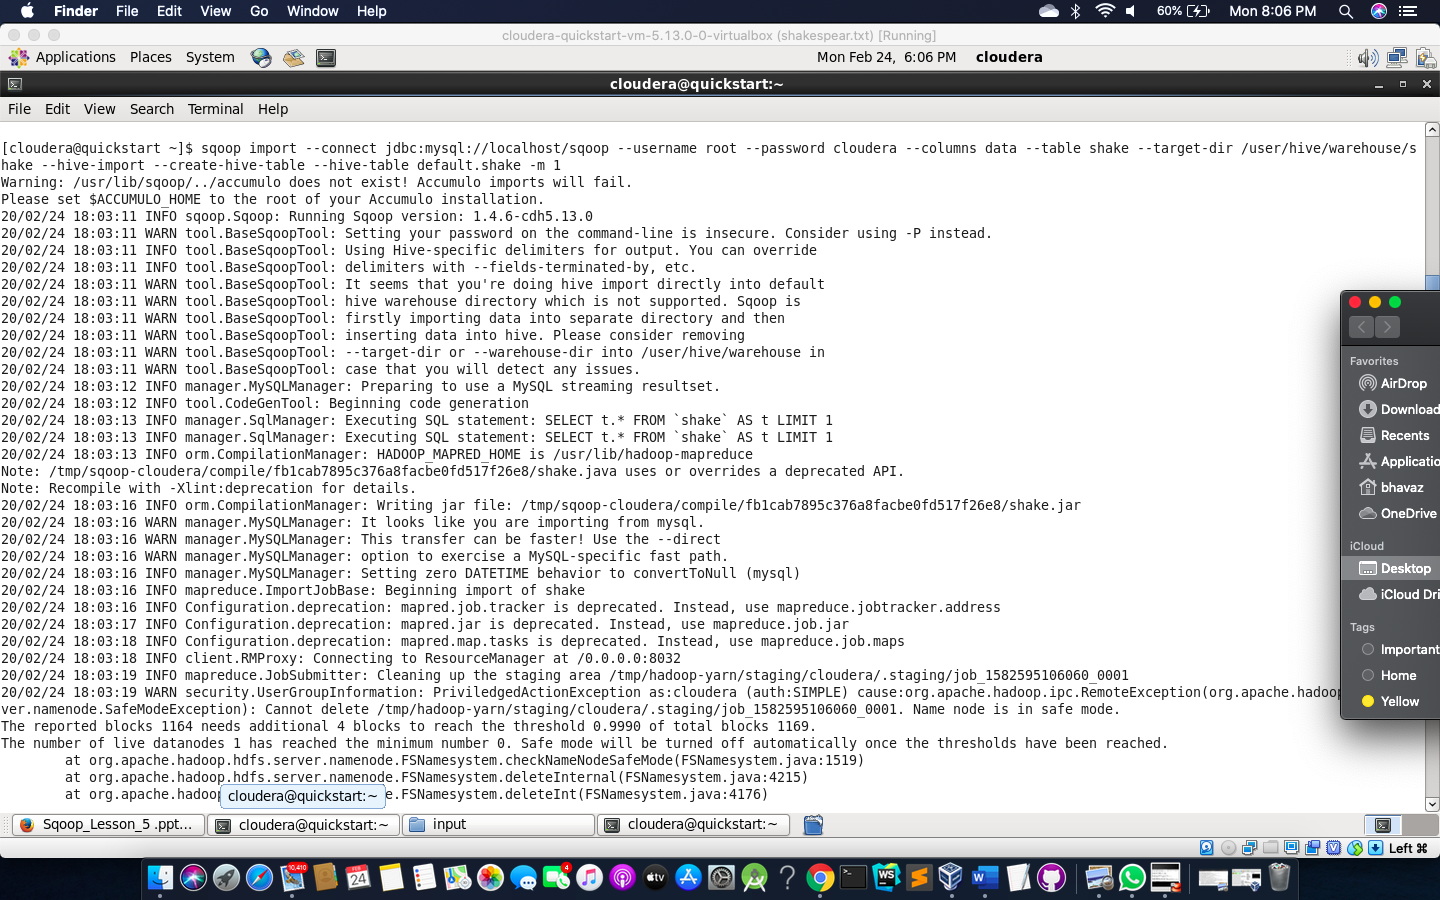 Finder File Edit View Go Window Help 60% Mon 8:06 PM
cloudera-quickstart-vm-5.13.0-0-virtualbox (shakespear.txt) [Running]
Applications Places System Mon Feb 24, 6:06 PM cloudera
cloudera@quickstart:~
File Edit View Search Terminal Help
[cloudera@quickstart ~]$ sqoop import --connect jdbc:mysql://localhost/sqoop --username root --password cloudera --columns data --table shake --target-dir /user/hive/warehouse/s
hake --hive-import --create-hive-table --hive-table default.shake -m 1
Warning: /usr/lib/sqoop/../accumulo does not exist! Accumulo imports will fail.
Please set $ACCUMULO_HOME to the root of your Accumulo installation.
20/02/24 18:03:11 INFO sqoop.Sqoop: Running Sqoop version: 1.4.6-cdh5.13.0
20/02/24 18:03:11 WARN tool.BaseSqoopTool: Setting your password on the command-line is insecure. Consider using -P instead.
20/02/24 18:03:11 INFO tool.BaseSqoopTool: Using Hive-specific delimiters for output. You can override
20/02/24 18:03:11 INFO tool.BaseSqoopTool: delimiters with --fields-terminated-by, etc.
20/02/24 18:03:11 WARN tool.BaseSqoopTool: It seems that you're doing hive import directly into default
20/02/24 18:03:11 WARN tool.BaseSqoopTool: hive warehouse directory which is not supported. Sqoop is
20/02/24 18:03:11 WARN tool.BaseSqoopTool: firstly importing data into separate directory and then
20/02/24 18:03:11 WARN tool.BaseSqoopTool: inserting data into hive. Please consider removing
20/02/24 18:03:11 WARN tool.BaseSqoopTool: --target-dir or --warehouse-dir into /user/hive/warehouse in
20/02/24 18:03:11 WARN tool.BaseSqoopTool: case that you will detect any issues.
20/02/24 18:03:12 INFO manager.MySQLManager: Preparing to use a MySQL streaming resultset.
20/02/24 18:03:12 INFO tool.CodeGenTool: Beginning code generation
20/02/24 18:03:13 INFO manager.SqlManager: Executing SQL statement: SELECT t.* FROM `shake` AS t LIMIT 1
20/02/24 18:03:13 INFO manager.SqlManager: Executing SQL statement: SELECT t.* FROM `shake` AS t LIMIT 1
20/02/24 18:03:13 INFO orm.CompilationManager: HADOOP_MAPRED_HOME is /usr/lib/hadoop-mapreduce
Note: /tmp/sqoop-cloudera/compile/fb1cab7895c376a8facbe0fd517f26e8/shake.java uses or overrides a deprecated API.
Note: Recompile with -Xlint:deprecation for details.
20/02/24 18:03:16 INFO orm.CompilationManager: Writing jar file: /tmp/sqoop-cloudera/compile/fb1cab7895c376a8facbe0fd517f26e8/shake.jar
20/02/24 18:03:16 WARN manager.MySQLManager: It looks like you are importing from mysql.
20/02/24 18:03:16 WARN manager.MySQLManager: This transfer can be faster! Use the --direct
20/02/24 18:03:16 WARN manager.MySQLManager: option to exercise a MySQL-specific fast path.
20/02/24 18:03:16 INFO manager.MySQLManager: Setting zero DATETIME behavior to convertToNull (mysql)
20/02/24 18:03:16 INFO mapreduce.ImportJobBase: Beginning import of shake
20/02/24 18:03:16 INFO Configuration.deprecation: mapred.job.tracker is deprecated. Instead, use mapreduce.jobtracker.address
20/02/24 18:03:17 INFO Configuration.deprecation: mapred.jar is deprecated. Instead, use mapreduce.job.jar
20/02/24 18:03:18 INFO Configuration.deprecation: mapred.map.tasks is deprecated. Instead, use mapreduce.job.maps
20/02/24 18:03:18 INFO client.RMProxy: Connecting to ResourceManager at /0.0.0.0:8032
20/02/24 18:03:19 INFO mapreduce.JobSubmitter: Cleaning up the staging area /tmp/hadoop-yarn/staging/cloudera/.staging/job_1582595106060_0001
20/02/24 18:03:19 WARN security.UserGroupInformation: PriviledgedActionException as:cloudera (auth:SIMPLE) cause:org.apache.hadoop.ipc.RemoteException(org.apache.hadoop
ver.namenode.SafeModeException): Cannot delete /tmp/hadoop-yarn/staging/cloudera/.staging/job_1582595106060_0001. Name node is in safe mode.
The reported blocks 1164 needs additional 4 blocks to reach the threshold 0.9990 of total blocks 1169.
The number of live datanodes 1 has reached the minimum number 0. Safe mode will be turned off automatically once the thresholds have been reached.
at org.apache.hadoop.hdfs.server.namenode.FSNamesystem.checkNameNodeSafeMode(FSNamesystem.java:1519)
at org.apache.hadoop.hdfs.server.namenode.FSNamesystem.deleteInternal(FSNamesystem.java:4215)
at org.apache.hadoop e.FSNamesystem.deleteInt(FSNamesystem.java:4176)
cloudera@quickstart:~
Favorites
AirDrop
Download
Recents
Applicatio
bhavaz
OneDrive
iCloud
Desktop
iCloud Dri
Tags
Important
Home
Yellow
Sqoop_Lesson_5 .ppt... cloudera@quickstart:~ input cloudera@quickstart:~
Left ⌘
10,410
FEB
24
4
tv
WS